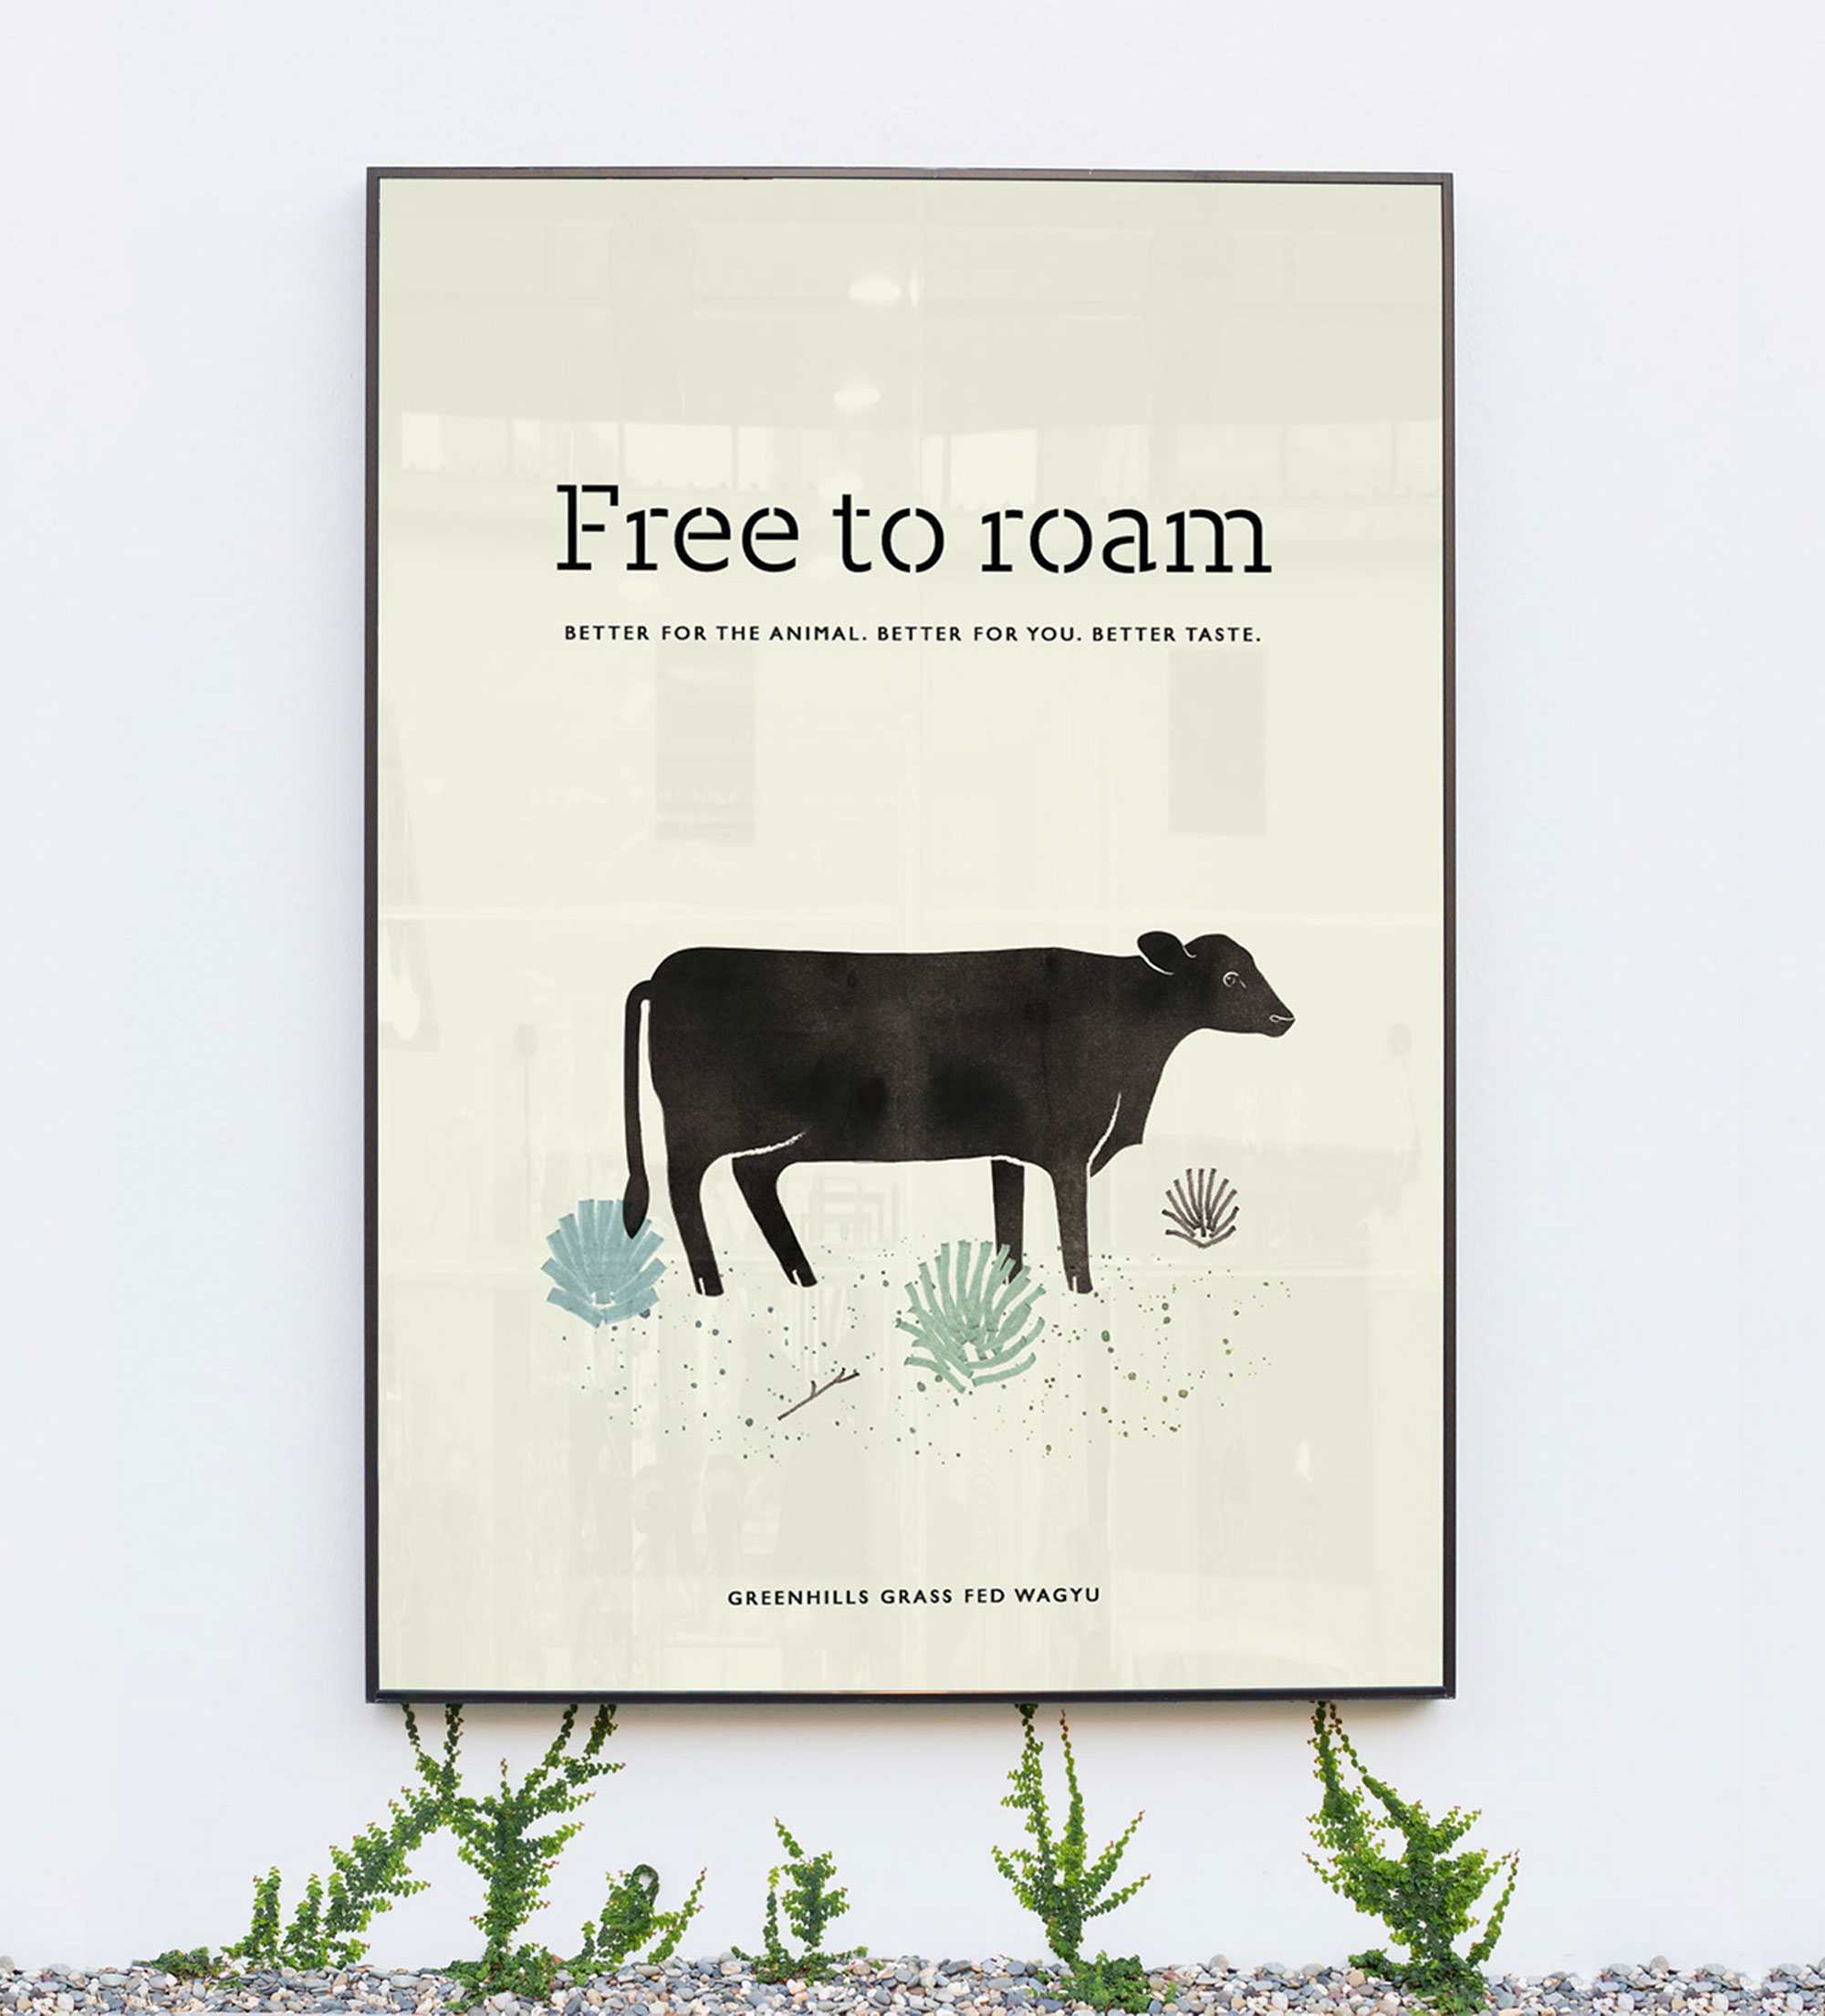 Free to roam
BETTER FOR THE ANIMAL. BETTER FOR YOU. BETTER TASTE.
GREENHILLS GRASS FED WAGYU